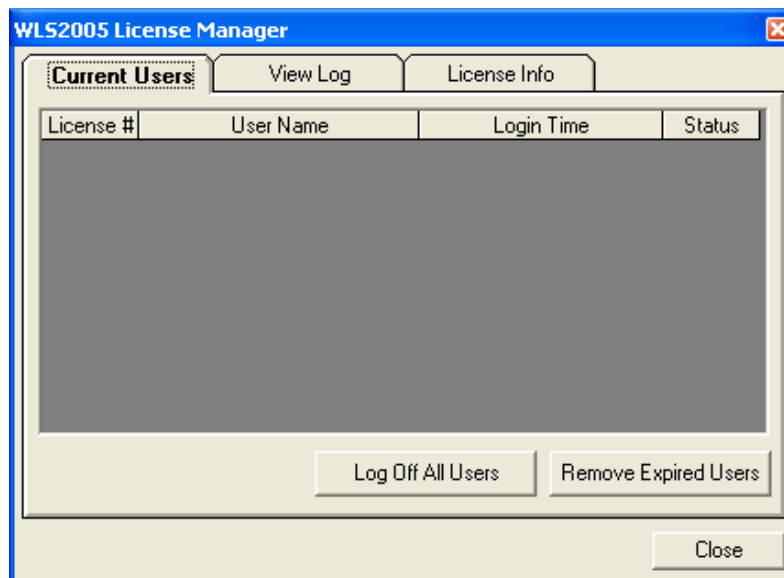 WLS2005 License Manager
Current Users View Log License Info
License # User Name Login Time Status
Log Off All Users Remove Expired Users
Close